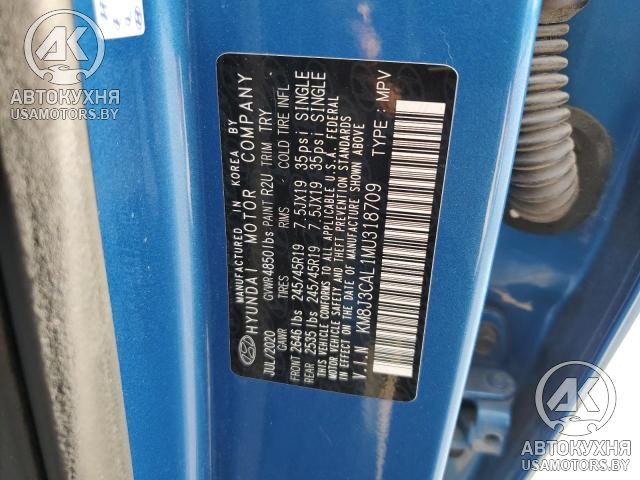 AK
АВТОКУХНЯ
USAMOTORS.BY
MANUFACTURED IN KOREA BY
HYUNDAI MOTOR COMPANY
JUL/2020 GVWR 4850 lbs PAINT R2U TRIM TRY
GAWR TIRES RIMS COLD TIRE INFL
FRONT 2646 lbs 245/45R19 7.5JX19 35psi SINGLE
REAR 2535 lbs 245/45R19 7.5JX19 35psi SINGLE
THIS VEHICLE CONFORMS TO ALL APPLICABLE U.S.A. FEDERAL
MOTOR VEHICLE SAFETY, BUMPER, AND THEFT PREVENTION STANDARDS
IN EFFECT ON THE DATE OF MANUFACTURE SHOWN ABOVE
V.I.N : KM8J3CAL1MU318709 TYPE : MPV
AK
АВТОКУХНЯ
USAMOTORS.BY